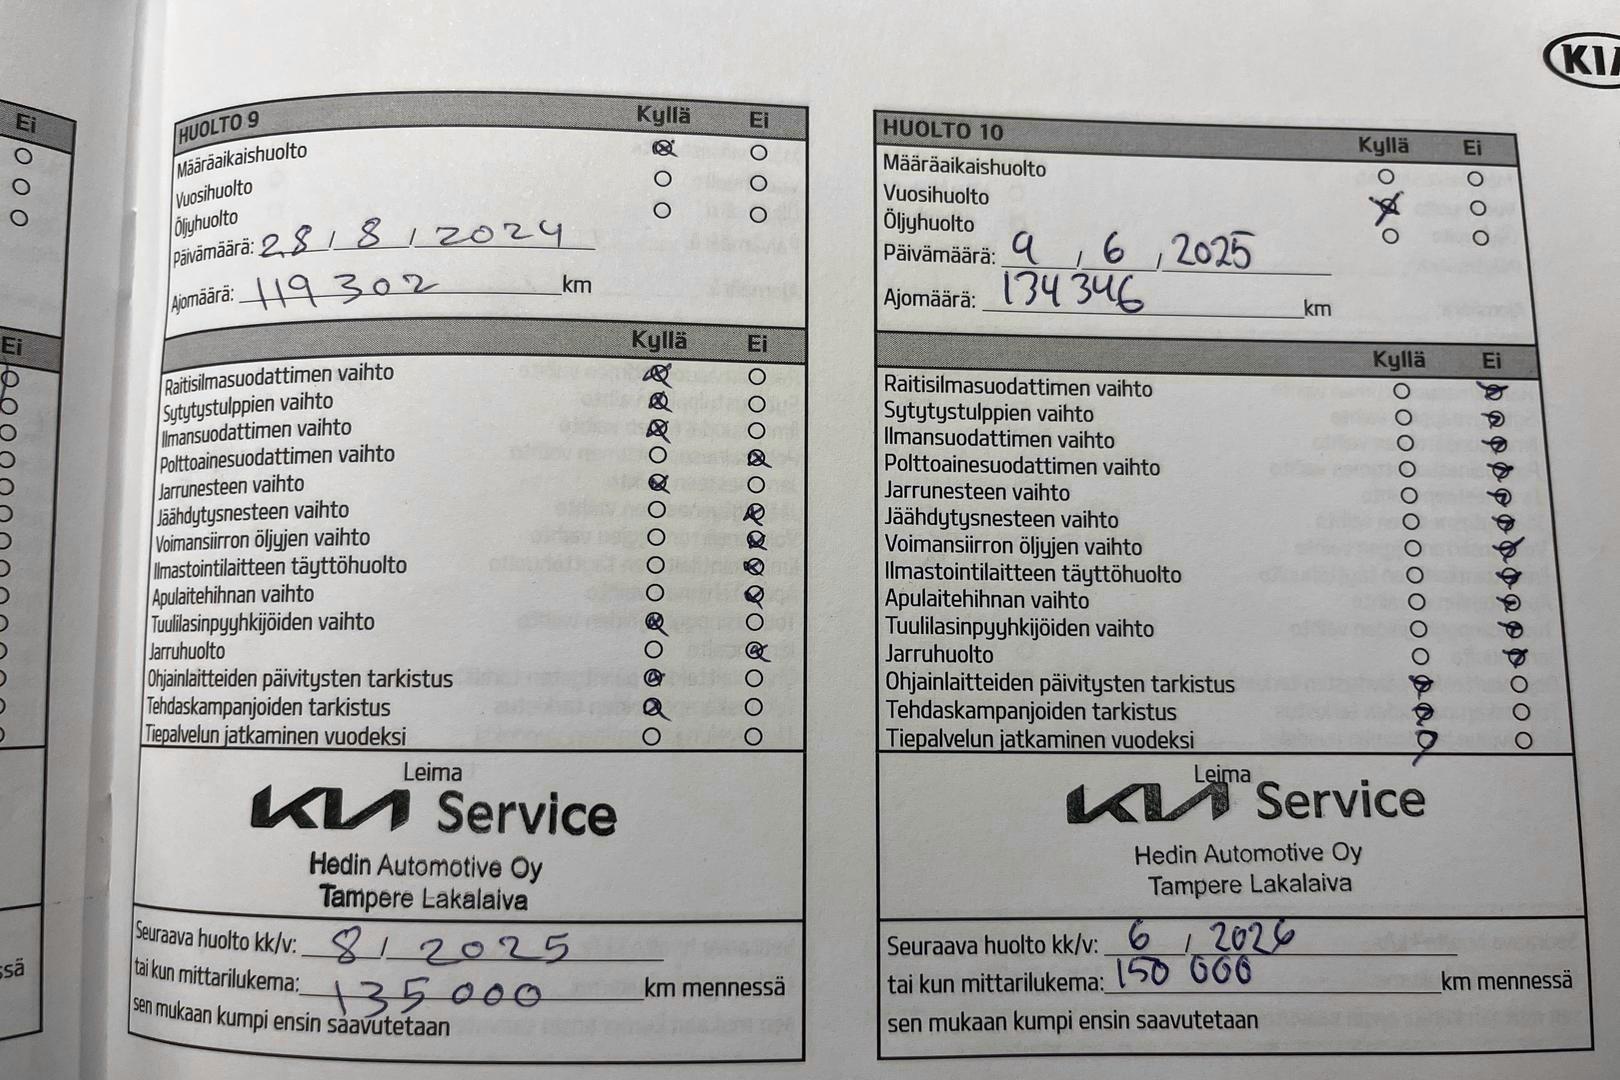 Ei
Ei
ssä
KIA
HUOLTO 9 Kyllä Ei
Määräaikaishuolto
Vuosihuolto
Öljyhuolto
Päivämäärä: 28 / 8 / 2024
Ajomäärä: 119 302 km
Kyllä Ei
Raitisilmasuodattimen vaihto
Sytytystulppien vaihto
Ilmansuodattimen vaihto
Polttoainesuodattimen vaihto
Jarrunesteen vaihto
Jäähdytysnesteen vaihto
Voimansiirron öljyjen vaihto
Ilmastointilaitteen täyttöhuolto
Apulaitehihnan vaihto
Tuulilasinpyyhkijöiden vaihto
Jarruhuolto
Ohjainlaitteiden päivitysten tarkistus
Tehdaskampanjoiden tarkistus
Tiepalvelun jatkaminen vuodeksi
Leima
KIA Service
Hedin Automotive Oy
Tampere Lakalaiva
Seuraava huolto kk/v: 8 / 2025
tai kun mittarilukema: 135 000 km mennessä
sen mukaan kumpi ensin saavutetaan
HUOLTO 10 Kyllä Ei
Määräaikaishuolto
Vuosihuolto
Öljyhuolto
Päivämäärä: 9 / 6 / 2025
Ajomäärä: 134 346 km
Kyllä Ei
Raitisilmasuodattimen vaihto
Sytytystulppien vaihto
Ilmansuodattimen vaihto
Polttoainesuodattimen vaihto
Jarrunesteen vaihto
Jäähdytysnesteen vaihto
Voimansiirron öljyjen vaihto
Ilmastointilaitteen täyttöhuolto
Apulaitehihnan vaihto
Tuulilasinpyyhkijöiden vaihto
Jarruhuolto
Ohjainlaitteiden päivitysten tarkistus
Tehdaskampanjoiden tarkistus
Tiepalvelun jatkaminen vuodeksi
Leima
KIA Service
Hedin Automotive Oy
Tampere Lakalaiva
Seuraava huolto kk/v: 6 / 2026
tai kun mittarilukema: 150 000 km mennessä
sen mukaan kumpi ensin saavutetaan